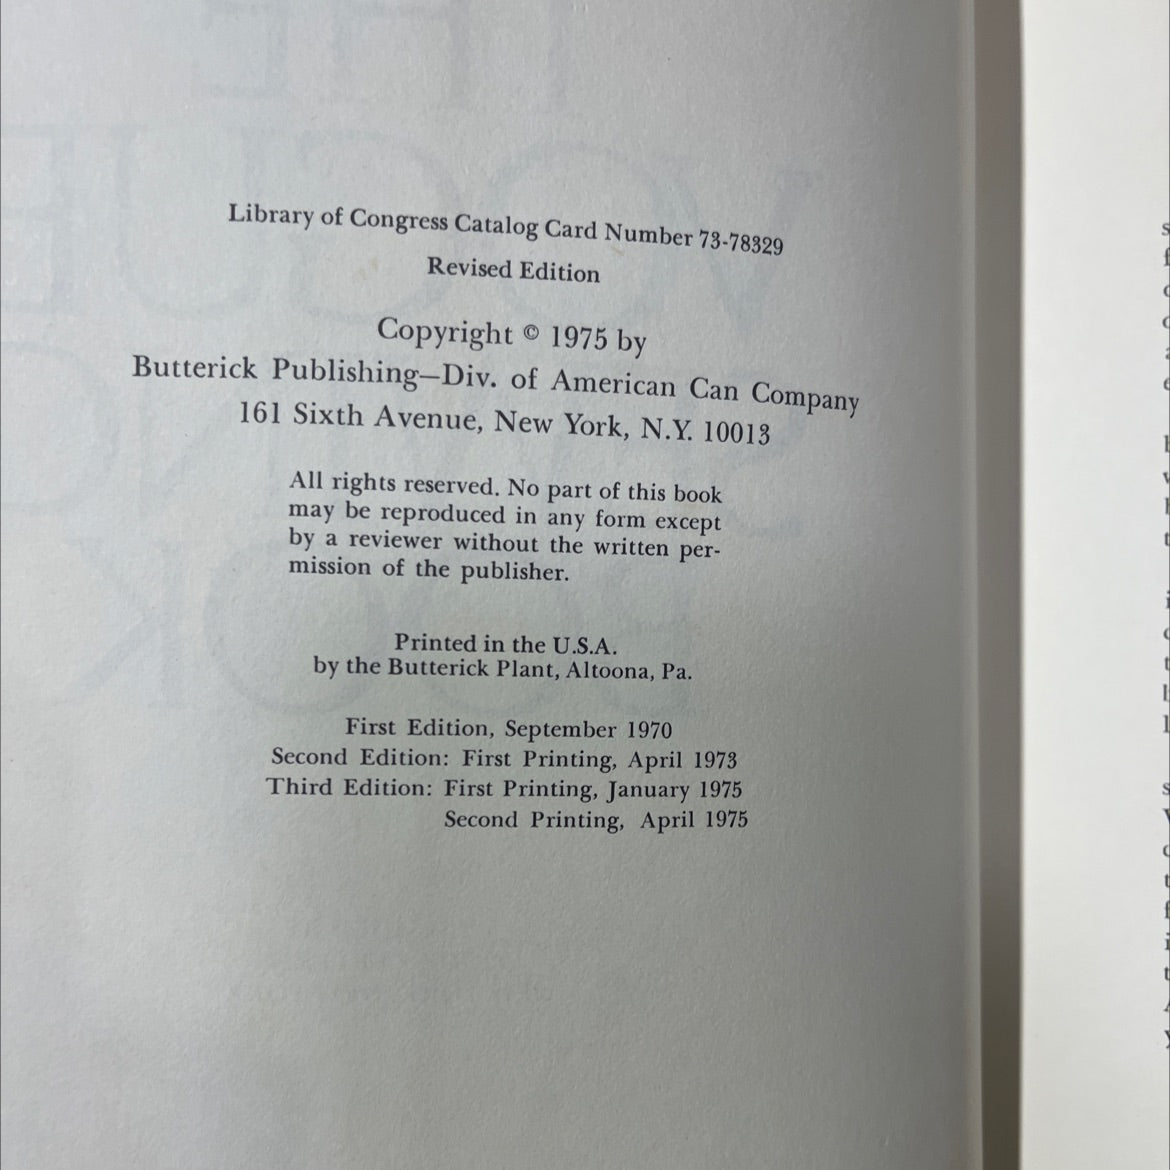 Library of Congress Catalog Card Number 73-78329
Revised Edition
Copyright © 1975 by
Butterick Publishing—Div. of American Can Company
161 Sixth Avenue, New York, N.Y. 10013
All rights reserved. No part of this book
may be reproduced in any form except
by a reviewer without the written per-
mission of the publisher.
Printed in the U.S.A.
by the Butterick Plant, Altoona, Pa.
First Edition, September 1970
Second Edition: First Printing, April 1973
Third Edition: First Printing, January 1975
Second Printing, April 1975